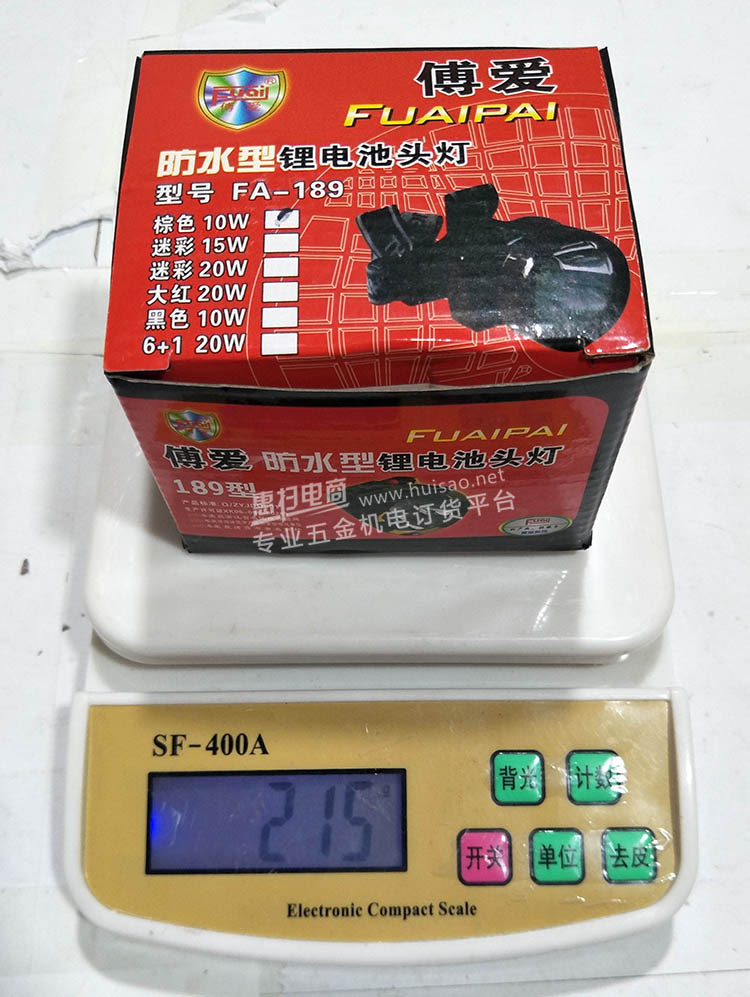 Fuail®
傅爱
傅爱
FUAIPAI
防水型锂电池头灯
型号 FA-189
棕色 10W
迷彩 15W
迷彩 20W
大红 20W
黑色 10W
6+1 20W
FUAIPAI
傅爱 防水型锂电池头灯
189型
惠扫电商
www.huisao.net
专业五金机电订货平台
SF-400A
215 g
背光
计数
开关
单位
去皮
Electronic Compact Scale